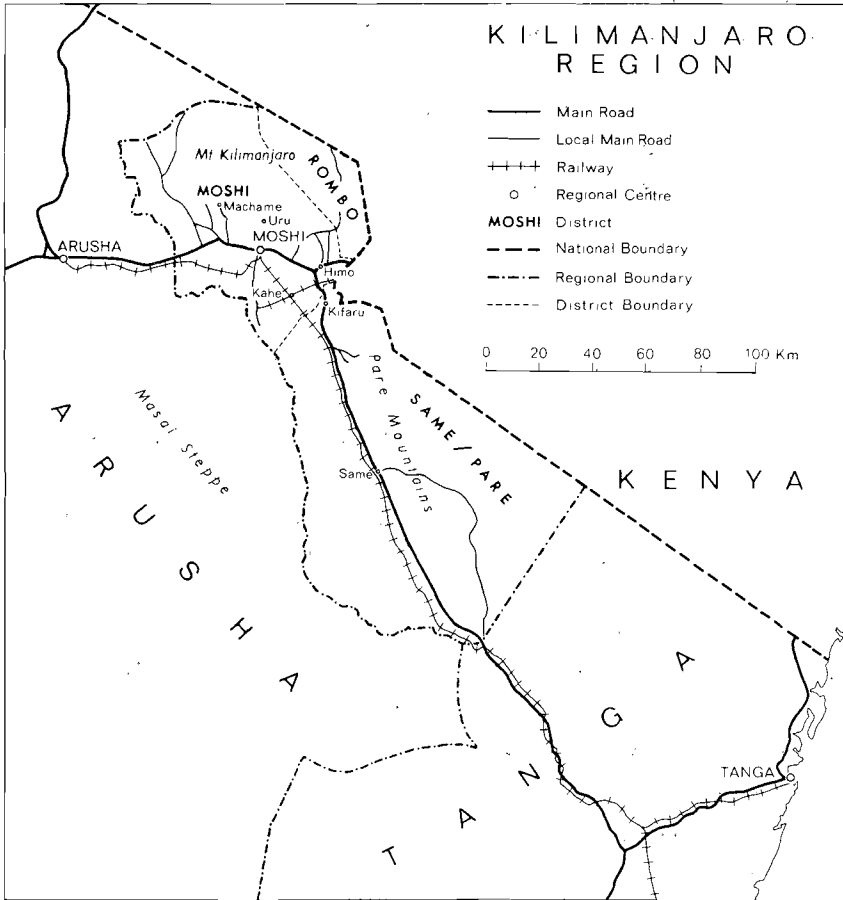 KILIMANJARO
REGION
Main Road
Local Main Road
Railway
Regional Centre
MOSHI District
National Boundary
Regional Boundary
District Boundary
0 20 40 60 80 100 Km
Mt Kilimanjaro
ROMBO
MOSHI
Machame
Uru
MOSHI
ARUSHA
Himo
Kahe
Kifaru
Pare Mountains
SAME / PARE
Masai Steppe
ARUSHA
Same
KENYA
TANGA
TANGA